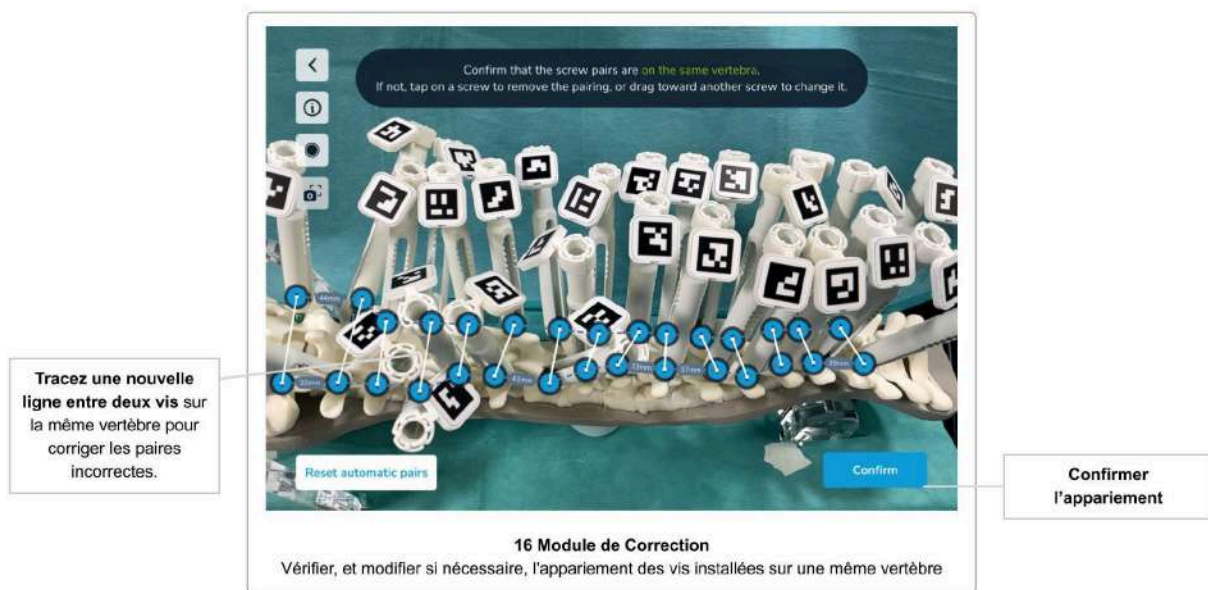 Confirm that the screw pairs are on the same vertebra.
If not, tap on a screw to remove the pairing, or drag toward another screw to change it.
44mm
Tracez une nouvelle
ligne entre deux vis sur
la même vertèbre pour
corriger les paires
incorrectes.
37mm
Reset automatic pairs
Confirm
Confirmer
l'appariement
16 Module de Correction
Vérifier, et modifier si nécessaire, l'appariement des vis installées sur une même vertèbre